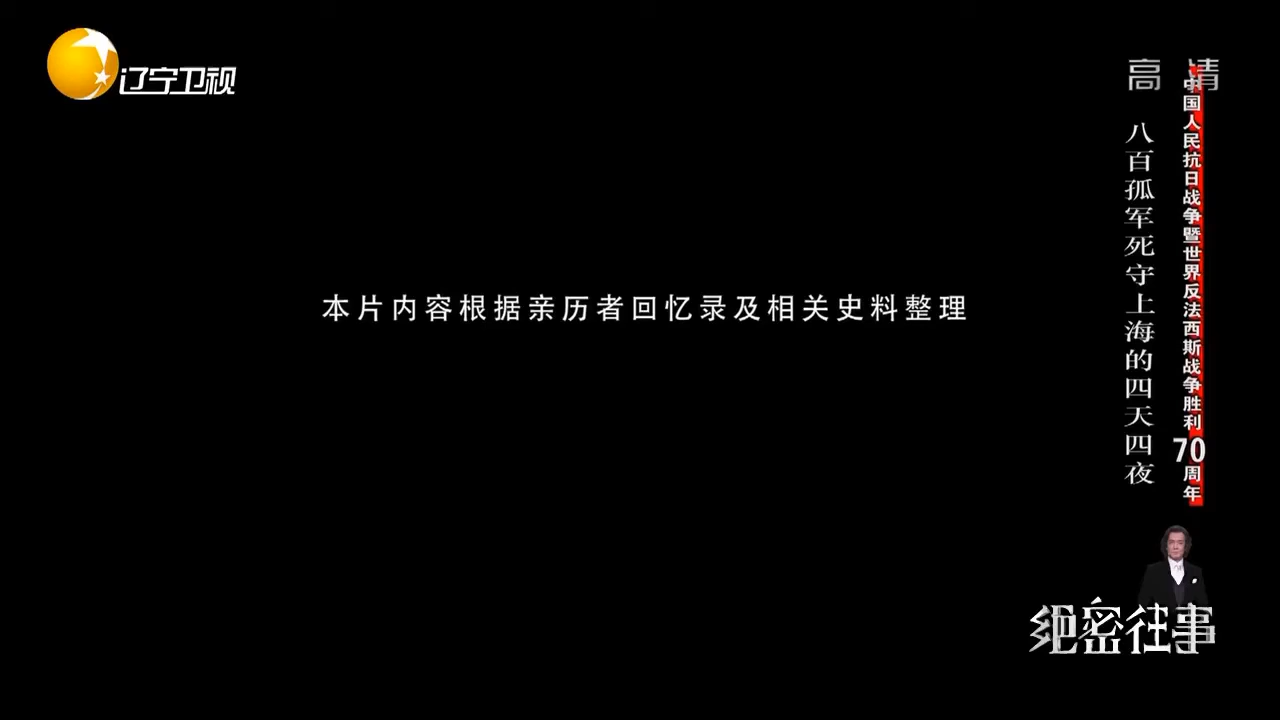 辽宁卫视
高清
中国人民抗日战争暨世界反法西斯战争胜利70周年
八百孤军死守上海的四天四夜
本片内容根据亲历者回忆录及相关史料整理
绝密往事